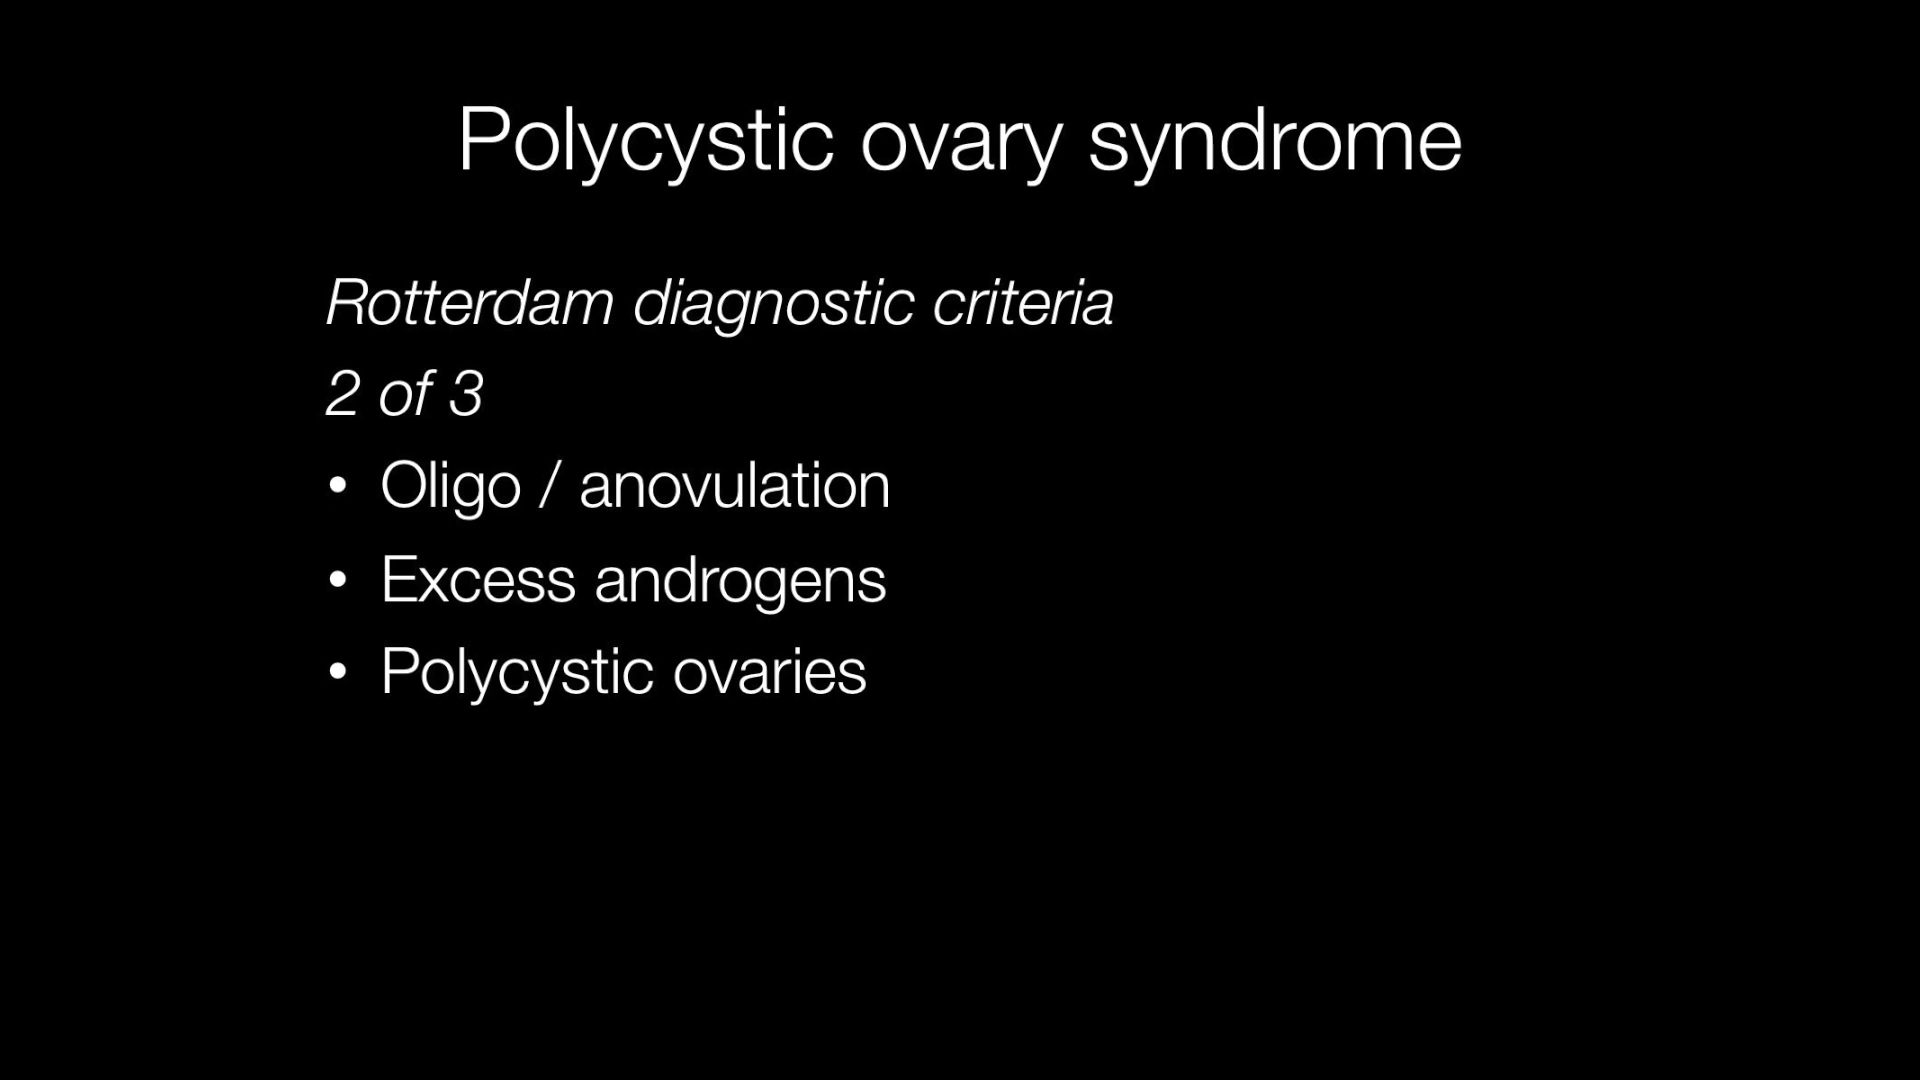 Polycystic ovary syndrome
Rotterdam diagnostic criteria
2 of 3
• Oligo / anovulation
• Excess androgens
• Polycystic ovaries